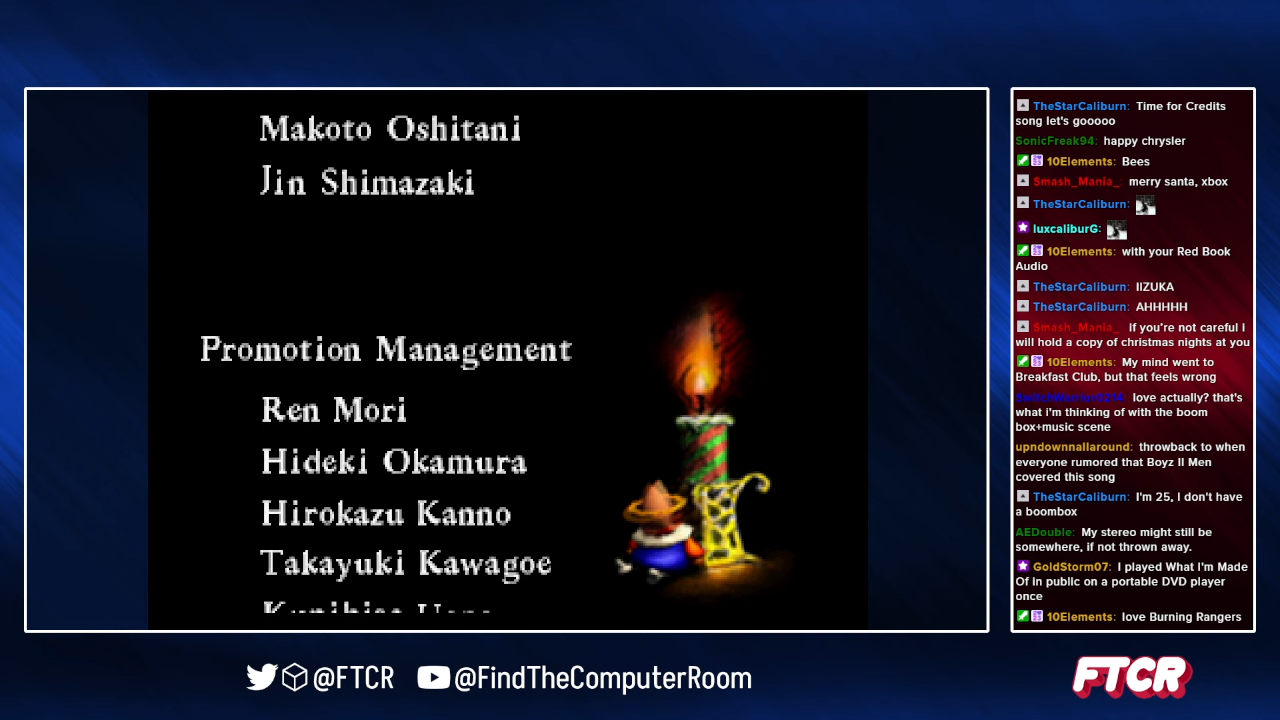 Makoto Oshitani
Jin Shimazaki
Promotion Management
Ren Mori
Hideki Okamura
Hirokazu Kanno
Takayuki Kawagoe
TheStarCaliburn: Time for Credits
song let's gooooo
SonicFreak94: happy chrysler
10Elements: Bees
Smash_Mania_: merry santa, xbox
TheStarCaliburn:
luxcaliburG:
10Elements: with your Red Book
Audio
TheStarCaliburn: IIZUKA
TheStarCaliburn: AHHHHH
Smash_Mania_: If you're not careful I
will hold a copy of christmas nights at you
10Elements: My mind went to
Breakfast Club, but that feels wrong
love actually? that's
what i'm thinking of with the boom
box+music scene
upndownnallaround: throwback to when
everyone rumored that Boyz II Men
covered this song
TheStarCaliburn: I'm 25, I don't have
a boombox
AEDouble: My stereo might still be
somewhere, if not thrown away.
GoldStorm07: I played What I'm Made
Of in public on a portable DVD player
once
10Elements: love Burning Rangers
@FTCR @FindTheComputerRoom
FTCR